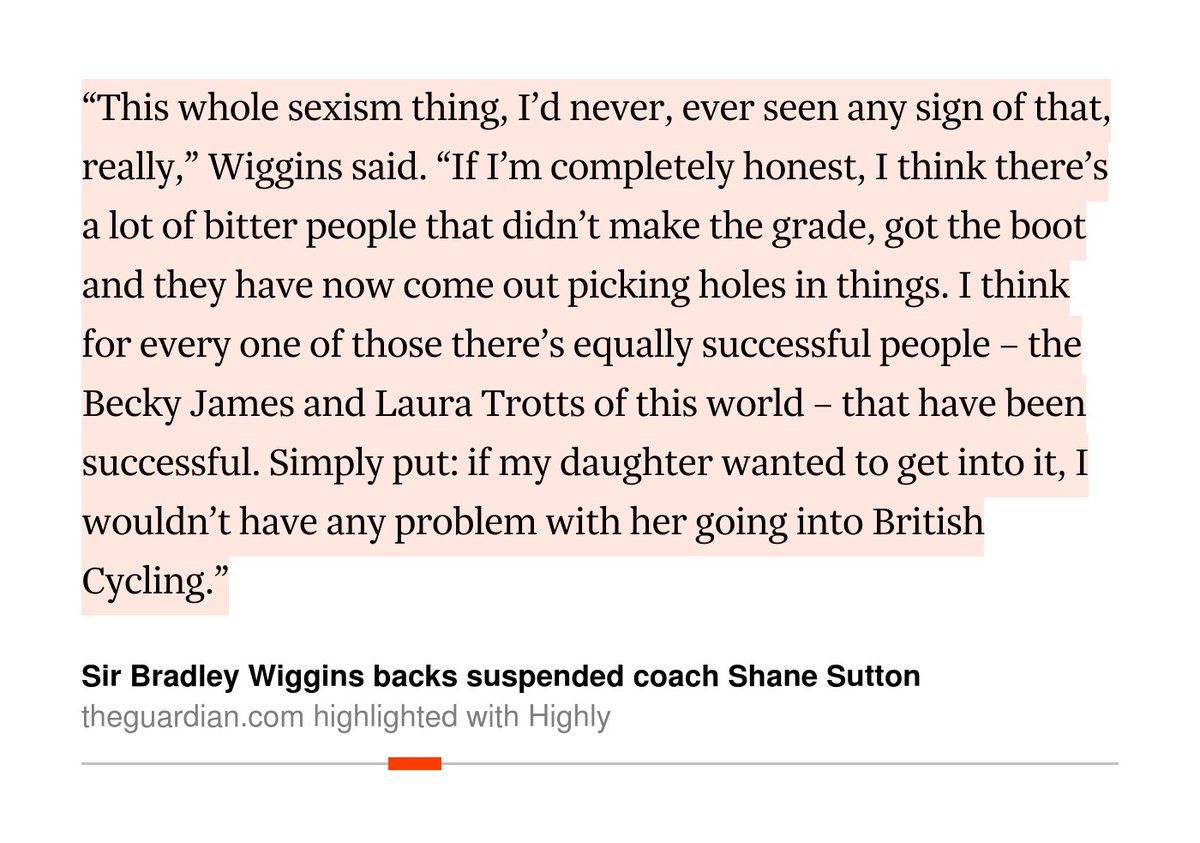 “This whole sexism thing, I’d never, ever seen any sign of that,
really,” Wiggins said. “If I’m completely honest, I think there’s
a lot of bitter people that didn’t make the grade, got the boot
and they have now come out picking holes in things. I think
for every one of those there’s equally successful people – the
Becky James and Laura Trotts of this world – that have been
successful. Simply put: if my daughter wanted to get into it, I
wouldn’t have any problem with her going into British
Cycling.”
Sir Bradley Wiggins backs suspended coach Shane Sutton
theguardian.com highlighted with Highly